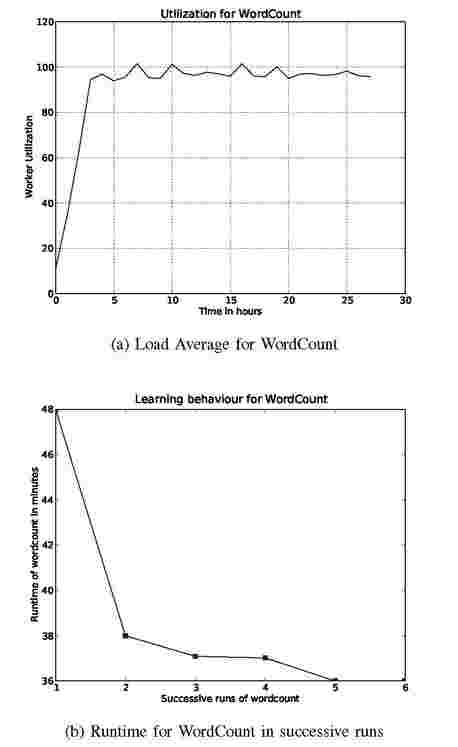 Utilization for WordCount
120
100
80
60
40
20
0
Worker Utilization
0 5 10 15 20 25 30
Time in hours
(a) Load Average for WordCount
Learning behaviour for WordCount
48
46
44
42
40
38
36
Runtime of wordcount in minutes
1 2 3 4 5 6
Successive runs of wordcount
(b) Runtime for WordCount in successive runs